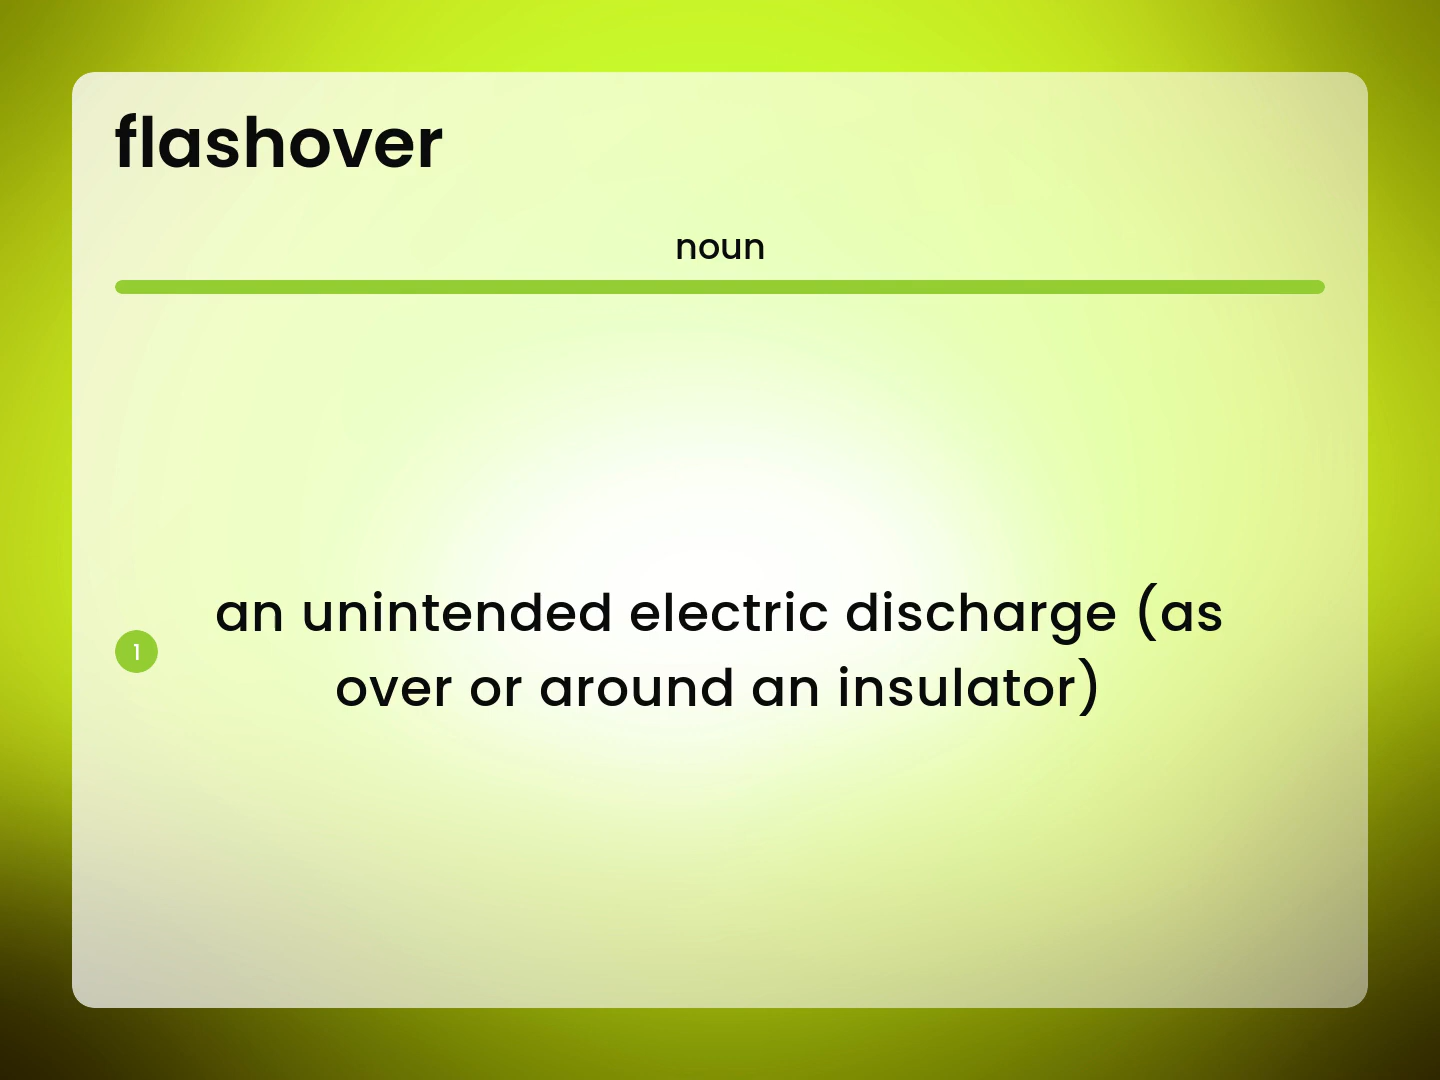 flashover
noun
1
an unintended electric discharge (as
over or around an insulator)